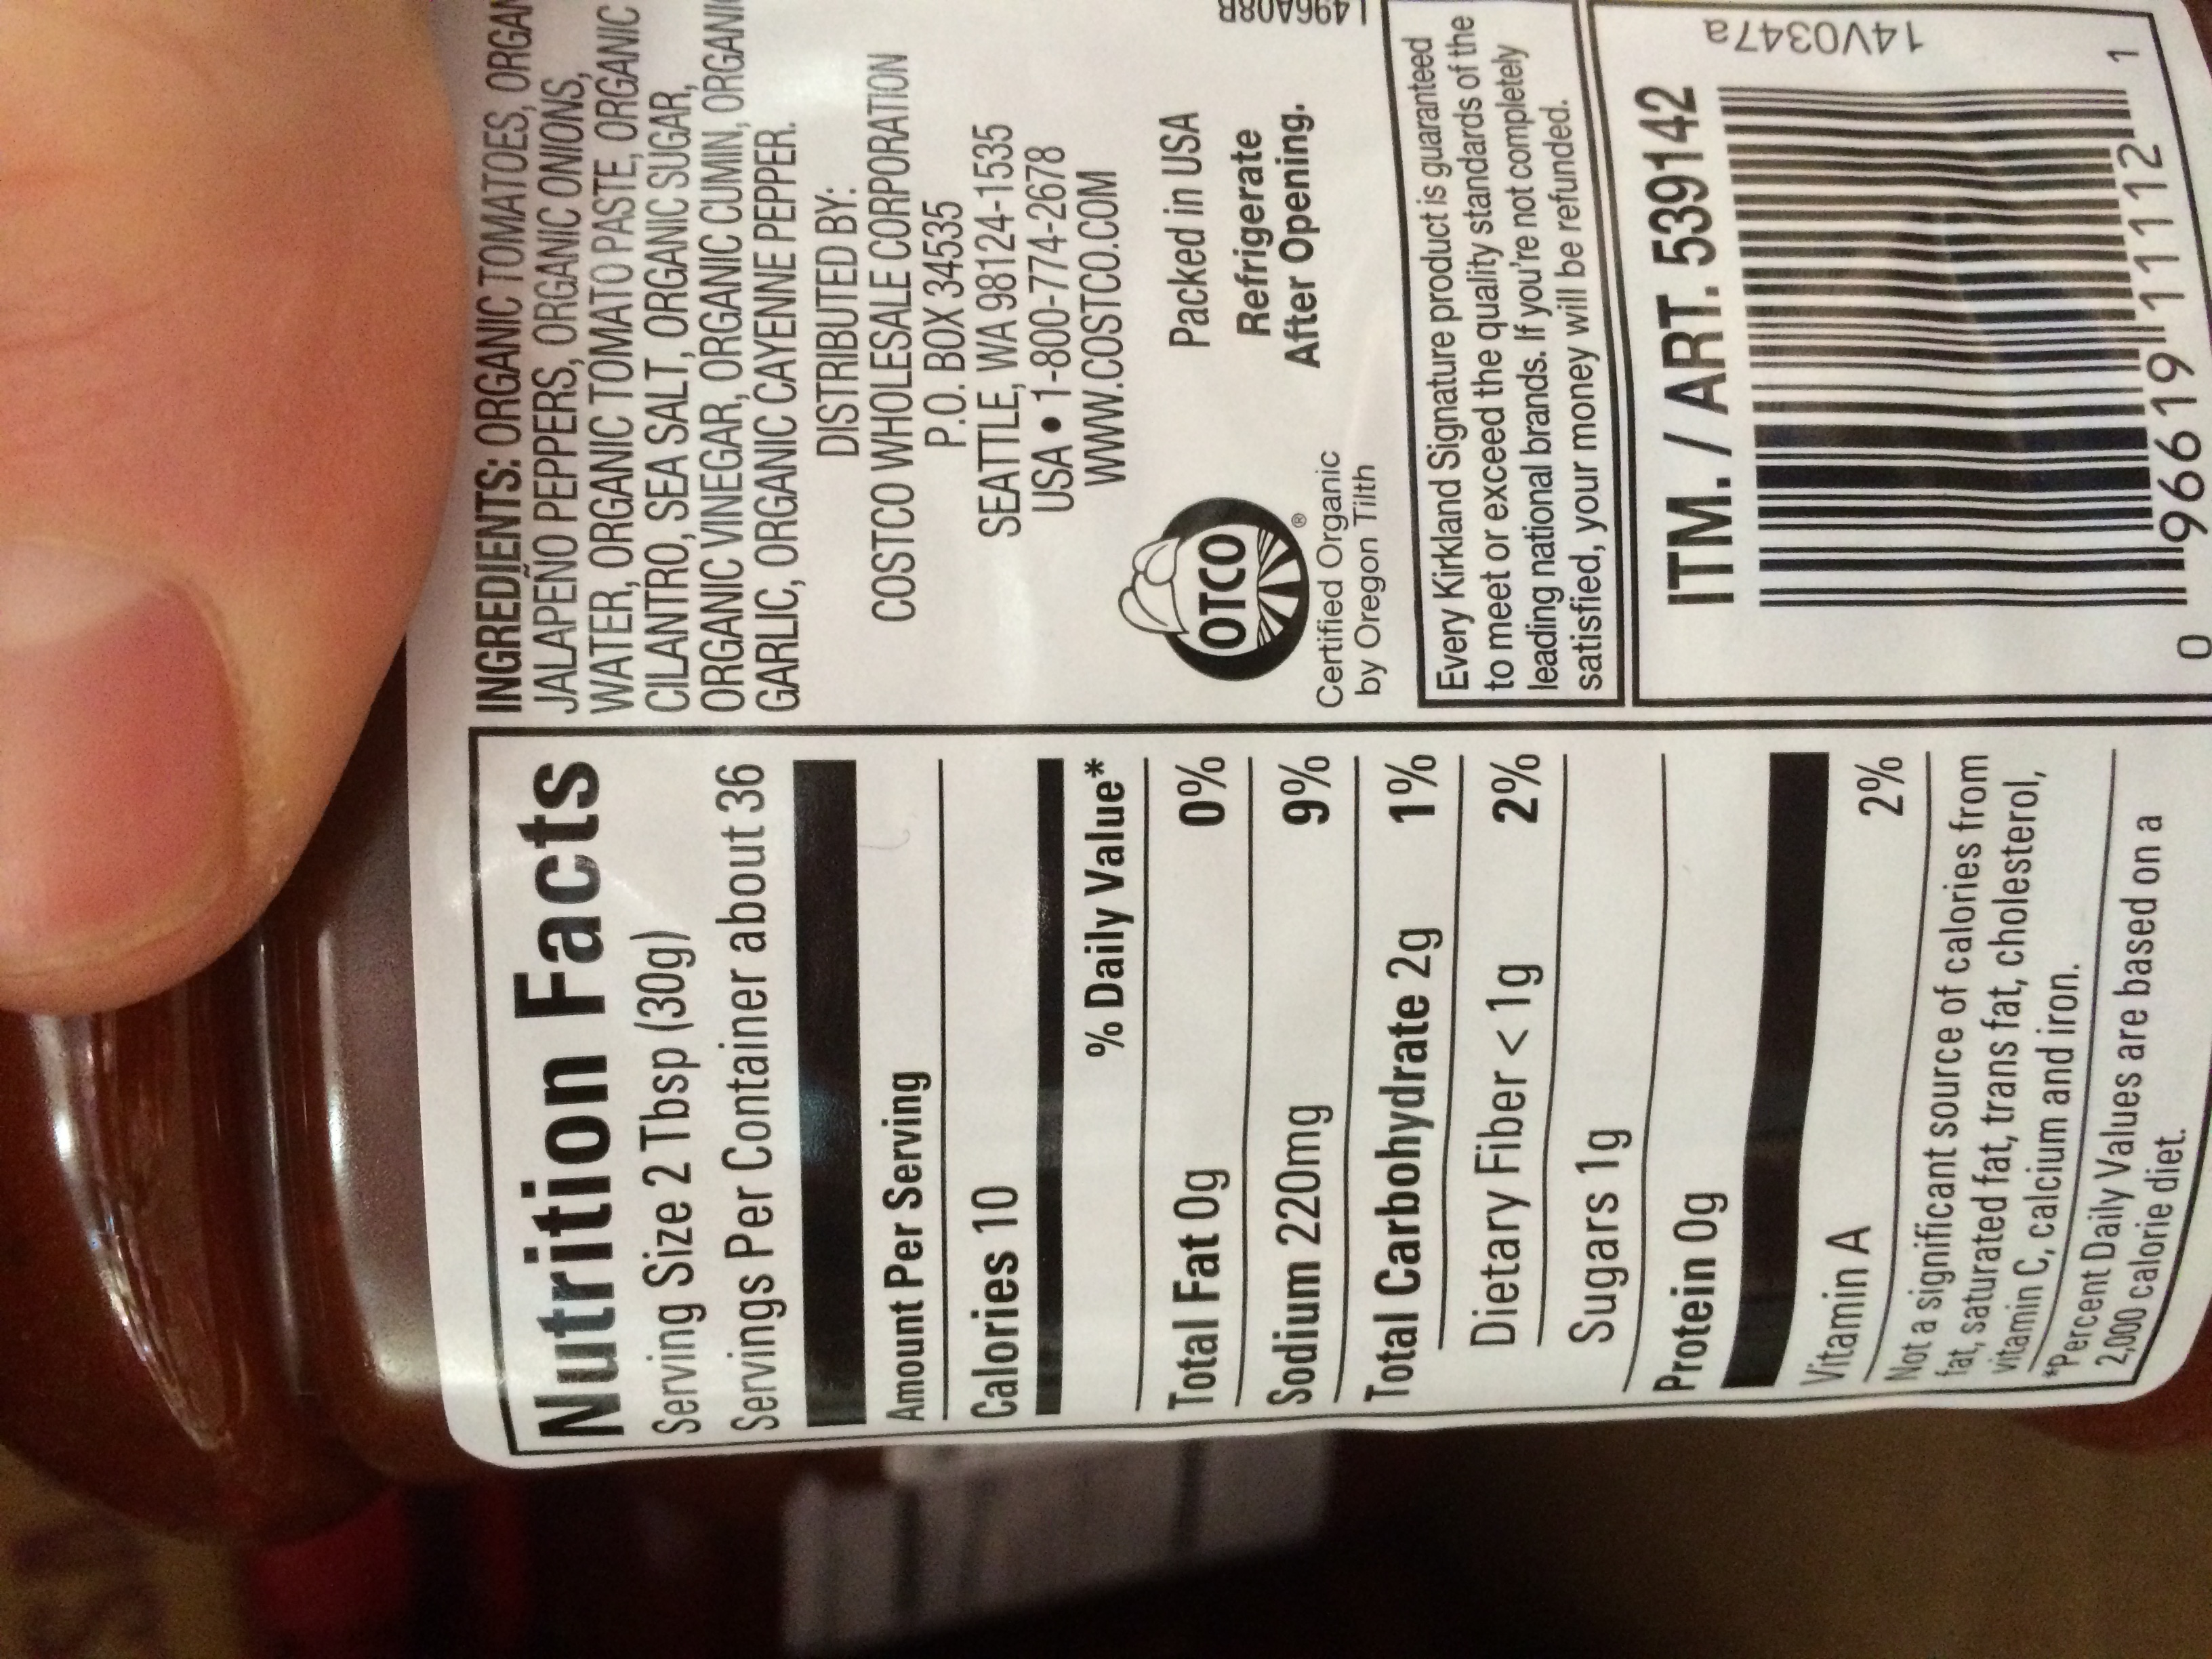 Nutrition Facts
Serving Size 2 Tbsp (30g)
Servings Per Container about 36
Amount Per Serving
Calories 10
% Daily Value*
Total Fat 0g 0%
Sodium 220mg 9%
Total Carbohydrate 2g 1%
Dietary Fiber < 1g 2%
Sugars 1g
Protein 0g
Vitamin A 2%
Not a significant source of calories from
fat, saturated fat, trans fat, cholesterol,
vitamin C, calcium and iron.
*Percent Daily Values are based on a
2,000 calorie diet.
INGREDIENTS: ORGANIC TOMATOES, ORGAN
JALAPEÑO PEPPERS, ORGANIC ONIONS,
WATER, ORGANIC TOMATO PASTE, ORGANIC
CILANTRO, SEA SALT, ORGANIC SUGAR,
ORGANIC VINEGAR, ORGANIC CUMIN, ORGANIC
GARLIC, ORGANIC CAYENNE PEPPER.
DISTRIBUTED BY:
COSTCO WHOLESALE CORPORATION
P.O. BOX 34535
SEATTLE, WA 98124-1535
USA • 1-800-774-2678
WWW.COSTCO.COM
OTCO
®
Certified Organic
by Oregon Tilth
Packed in USA
Refrigerate
After Opening.
Every Kirkland Signature product is guaranteed
to meet or exceed the quality standards of the
leading national brands. If you're not completely
satisfied, your money will be refunded.
ITM. / ART. 539142
14V0347a
0 96619 11112 1